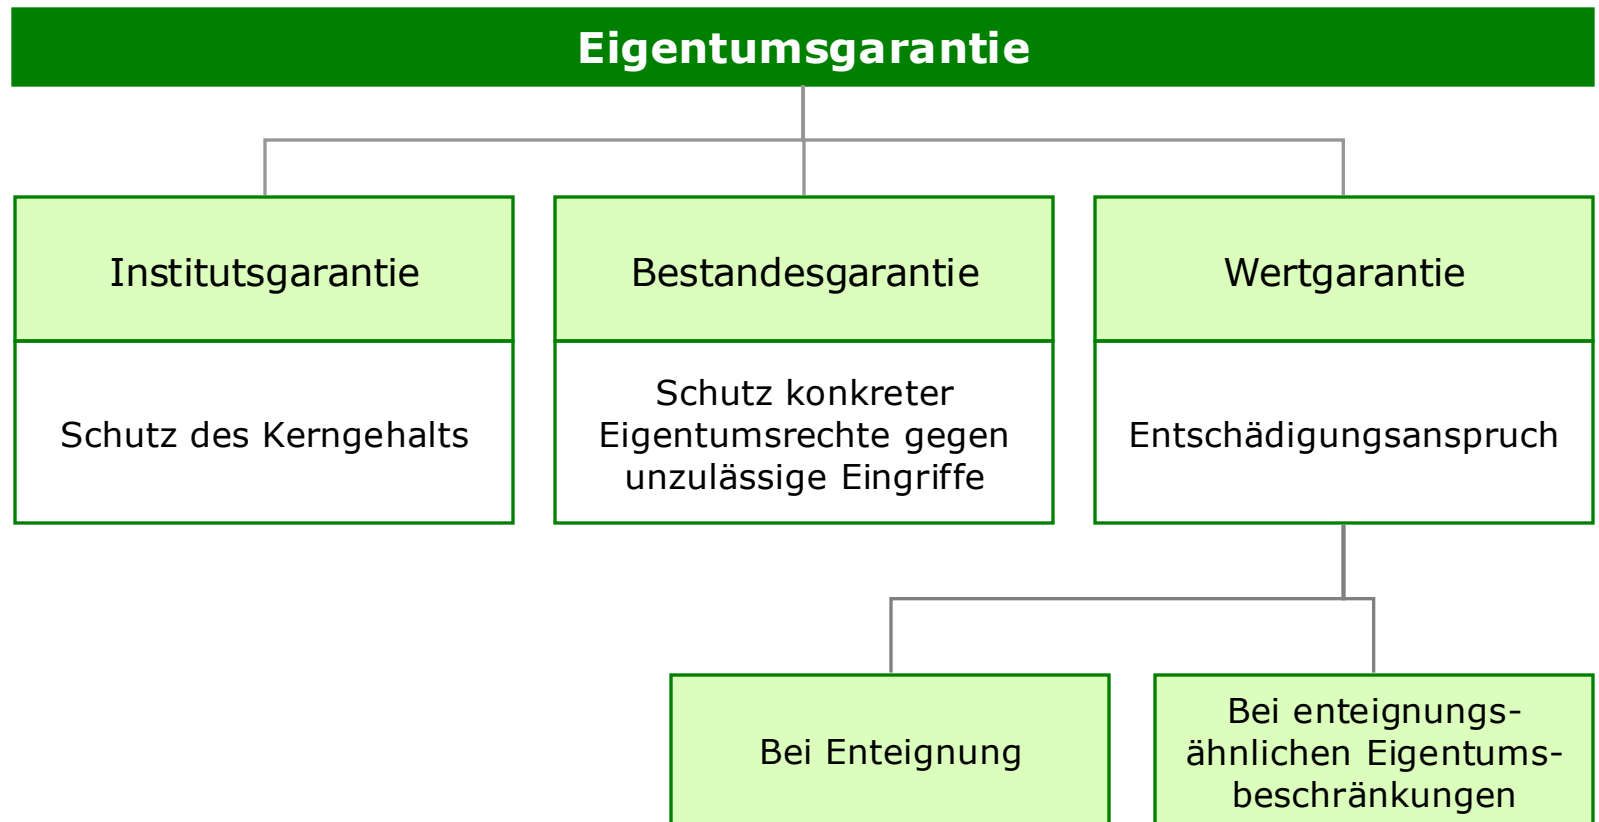 Eigentumsgarantie
Institutsgarantie
Schutz des Kerngehalts
Bestandesgarantie
Schutz konkreter
Eigentumsrechte gegen
unzulässige Eingriffe
Wertgarantie
Entschädigungsanspruch
Bei Enteignung
Bei enteignungs-
ähnlichen Eigentums-
beschränkungen